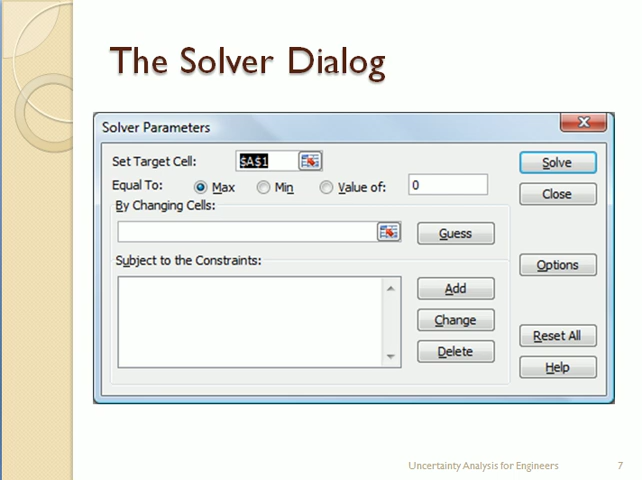 The Solver Dialog
Solver Parameters
Set Target Cell: $A$1
Solve
Equal To: Max Min Value of: 0
Close
By Changing Cells:
Guess
Subject to the Constraints:
Options
Add
Change
Reset All
Delete
Help
Uncertainty Analysis for Engineers 7